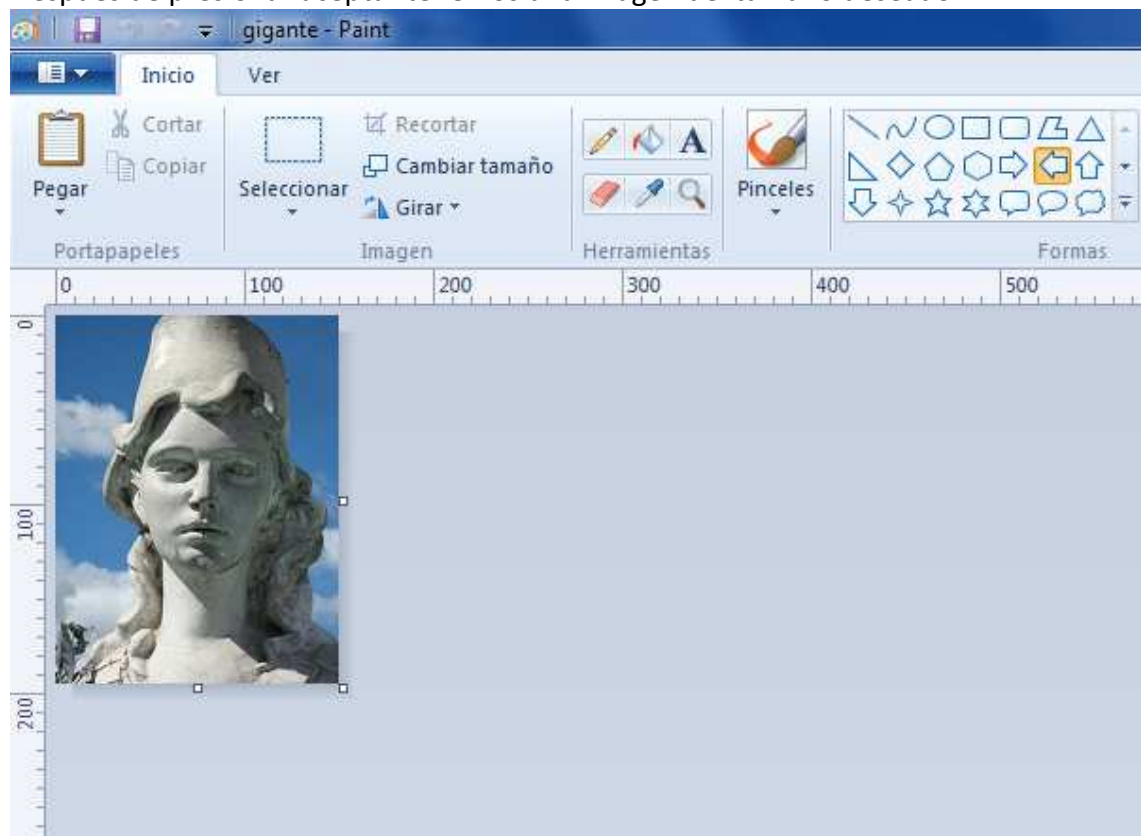 gigante - Paint
Inicio Ver
Cortar
Copiar
Pegar
Portapapeles
Seleccionar
Recortar
Cambiar tamaño
Girar
Imagen
A
Herramientas
Pinceles
Formas
0 100 200 300 400 500
0
100
200